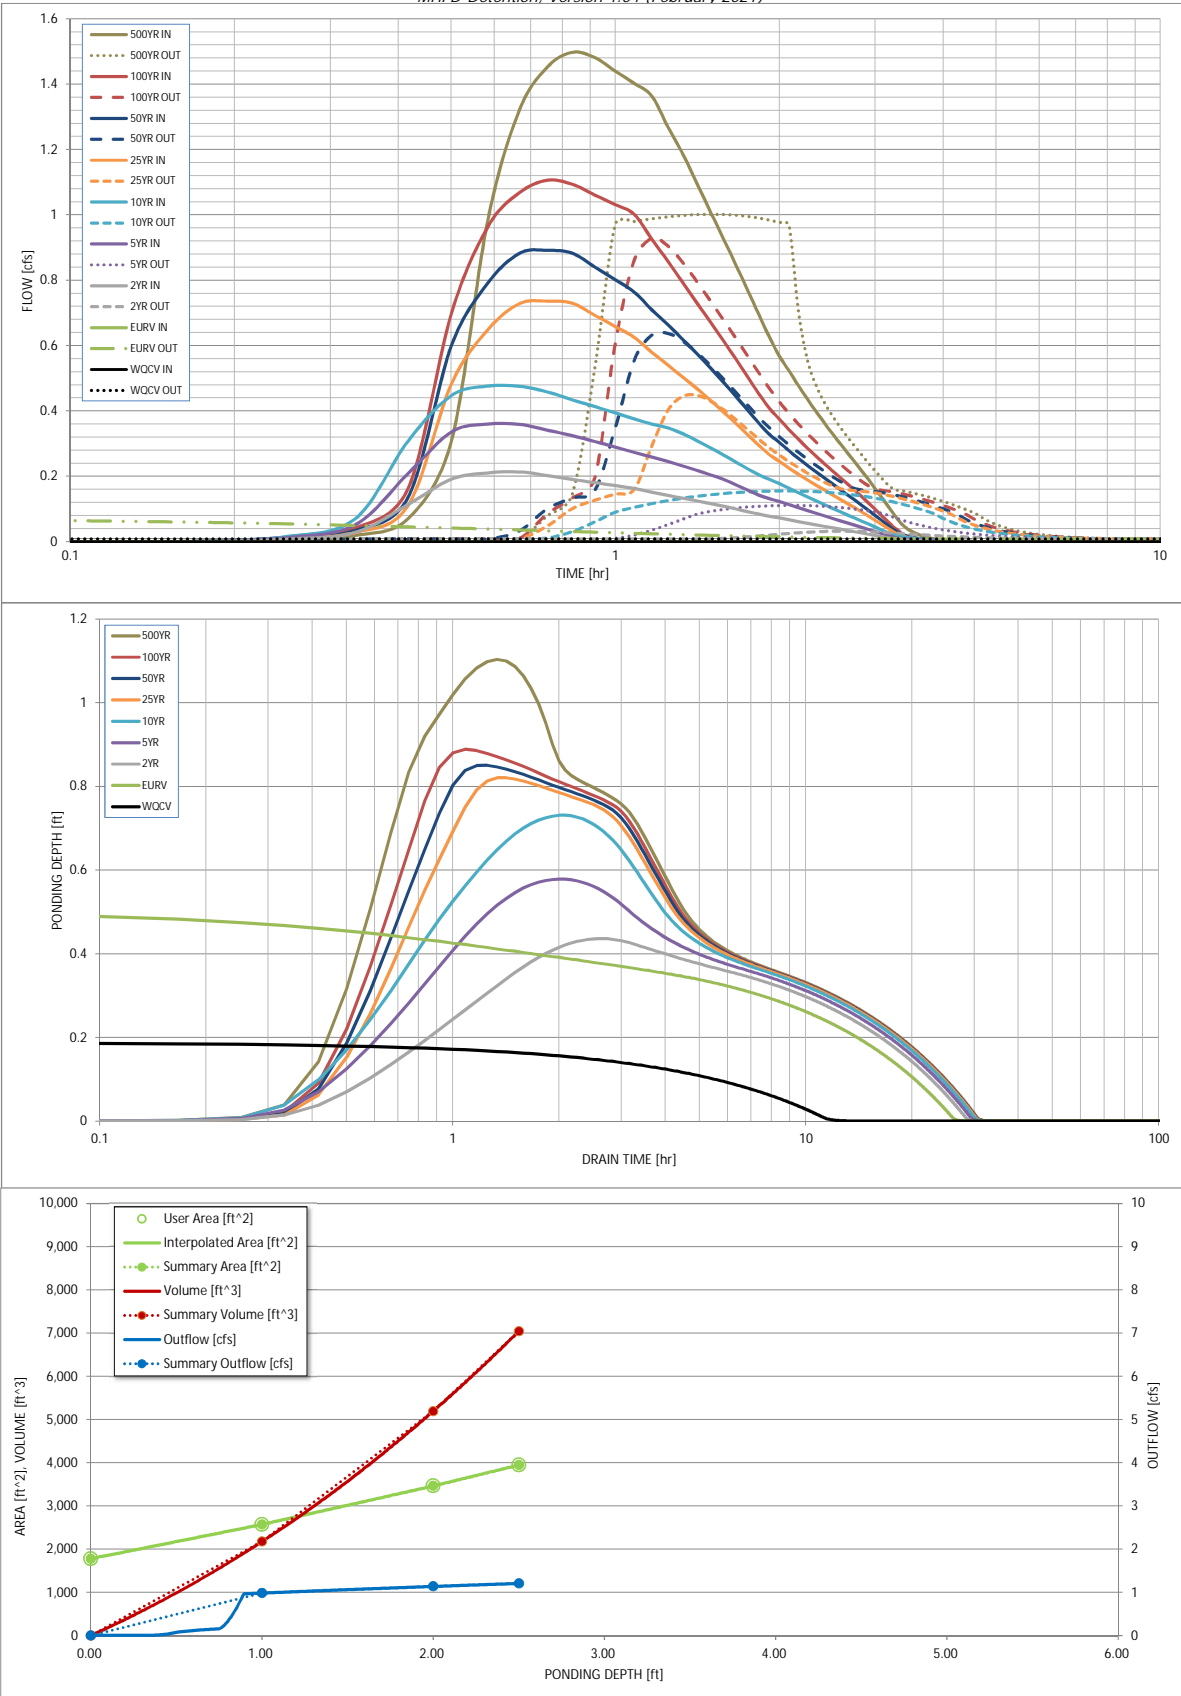 MHFD-Detention, Version 4.04 (February 2021)
1.6
1.4
1.2
1
0.8
0.6
0.4
0.2
0
FLOW [cfs]
500YR IN
500YR OUT
100YR IN
100YR OUT
50YR IN
50YR OUT
25YR IN
25YR OUT
10YR IN
10YR OUT
5YR IN
5YR OUT
2YR IN
2YR OUT
EURV IN
EURV OUT
WQCV IN
WQCV OUT
0.1
1
10
TIME [hr]
1.2
1
0.8
0.6
0.4
0.2
0
PONDING DEPTH [ft]
500YR
100YR
50YR
25YR
10YR
5YR
2YR
EURV
WQCV
0.1
1
10
100
DRAIN TIME [hr]
10,000
9,000
8,000
7,000
6,000
5,000
4,000
3,000
2,000
1,000
0
AREA [ft^2], VOLUME [ft^3]
User Area [ft^2]
Interpolated Area [ft^2]
Summary Area [ft^2]
Volume [ft^3]
Summary Volume [ft^3]
Outflow [cfs]
Summary Outflow [cfs]
10
9
8
7
6
5
4
3
2
1
0
OUTFLOW [cfs]
0.00
1.00
2.00
3.00
4.00
5.00
6.00
PONDING DEPTH [ft]